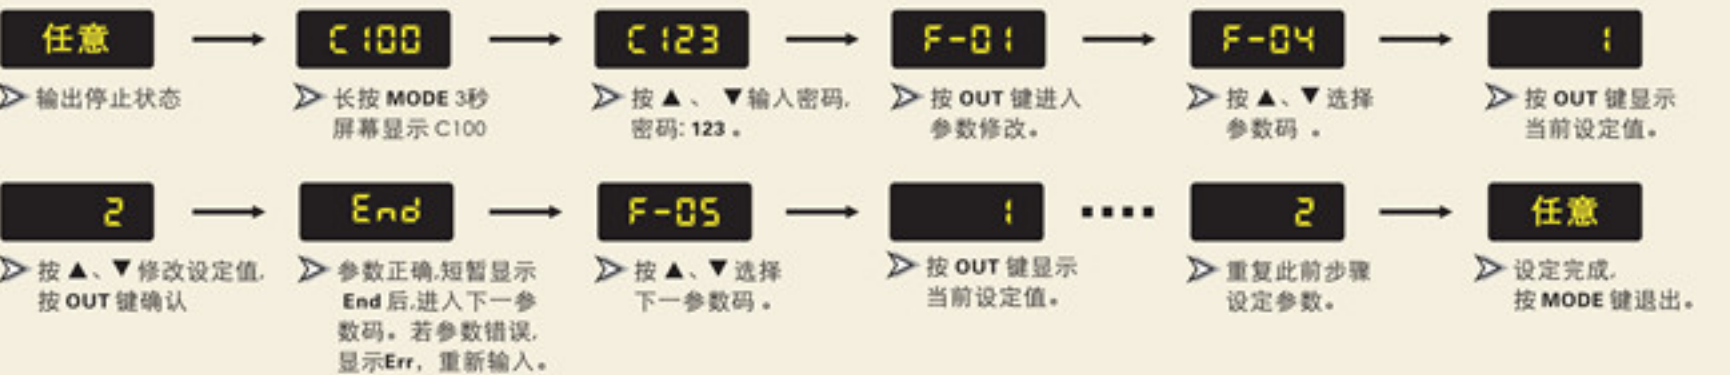 任意
C100
C123
F-01
F-04
1
输出停止状态
长按 MODE 3秒
屏幕显示 C100
按 ▲、 ▼输入密码,
密码: 123 。
按 OUT 键进入
参数修改。
按 ▲、▼ 选择
参数码 。
按 OUT 键显示
当前设定值。
2
End
F-05
1
2
任意
按 ▲、▼ 修改设定值,
按 OUT 键确认
参数正确,短暂显示
End 后,进入下一参
数码。若参数错误,
显示Err，重新输入。
按 ▲、▼ 选择
下一参数码 。
按 OUT 键显示
当前设定值。
重复此前步骤
设定参数。
设定完成,
按 MODE 键退出。